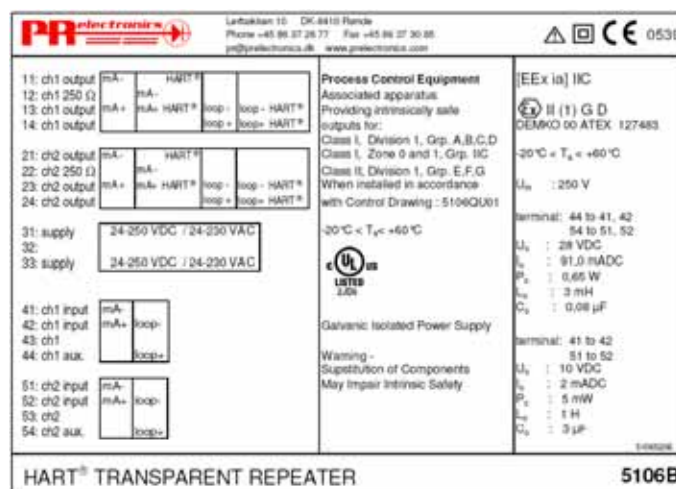 PR electronics
Løftbakken 10 DK-8410 Rønde
Phone +45 86 37 26 77 Fax +45 86 37 30 85
pr@prelectronics.dk www.prelectronics.com
CE 0539
11: ch1 output mA- HART®
12: ch1 250 Ω mA-
13: ch1 output mA+ mA+ HART® loop- loop- HART®
14: ch1 output loop+ loop+ HART®
21: ch2 output mA- HART®
22: ch2 250 Ω mA-
23: ch2 output mA+ mA+ HART® loop- loop- HART®
24: ch2 output loop+ loop+ HART®
31: supply 24-250 VDC / 24-230 VAC
32:
33: supply 24-250 VDC / 24-230 VAC
41: ch1 input mA-
42: ch1 input mA+ loop-
43: ch1
44: ch1 aux. loop+
51: ch2 input mA-
52: ch2 input mA+ loop-
53: ch2
54: ch2 aux. loop+
Process Control Equipment
Associated apparatus
Providing intrinsically safe
outputs for:
Class I, Division 1, Grp. A,B,C,D
Class I, Zone 0 and 1, Grp. IIC
Class II, Division 1, Grp. E,F,G
When installed in accordance
with Control Drawing : 5106QU01
-20°C < Ta< +60°C
c UL us
LISTED
Galvanic Isolated Power Supply
Warning -
Supstitution of Components
May Impair Intrinsic Safety
[EEx ia] IIC
Ex II (1) G D
DEMKO 00 ATEX 127483
-20°C < Ta < +60°C
Um : 250 V
terminal: 44 to 41, 42
54 to 51, 52
: 28 VDC
: 91,0 mADC
: 0,65 W
: 3 mH
: 0,08 µF
terminal: 41 to 42
51 to 52
: 10 VDC
: 2 mADC
: 5 mW
: 1 H
: 3 µF
HART® TRANSPARENT REPEATER 5106B